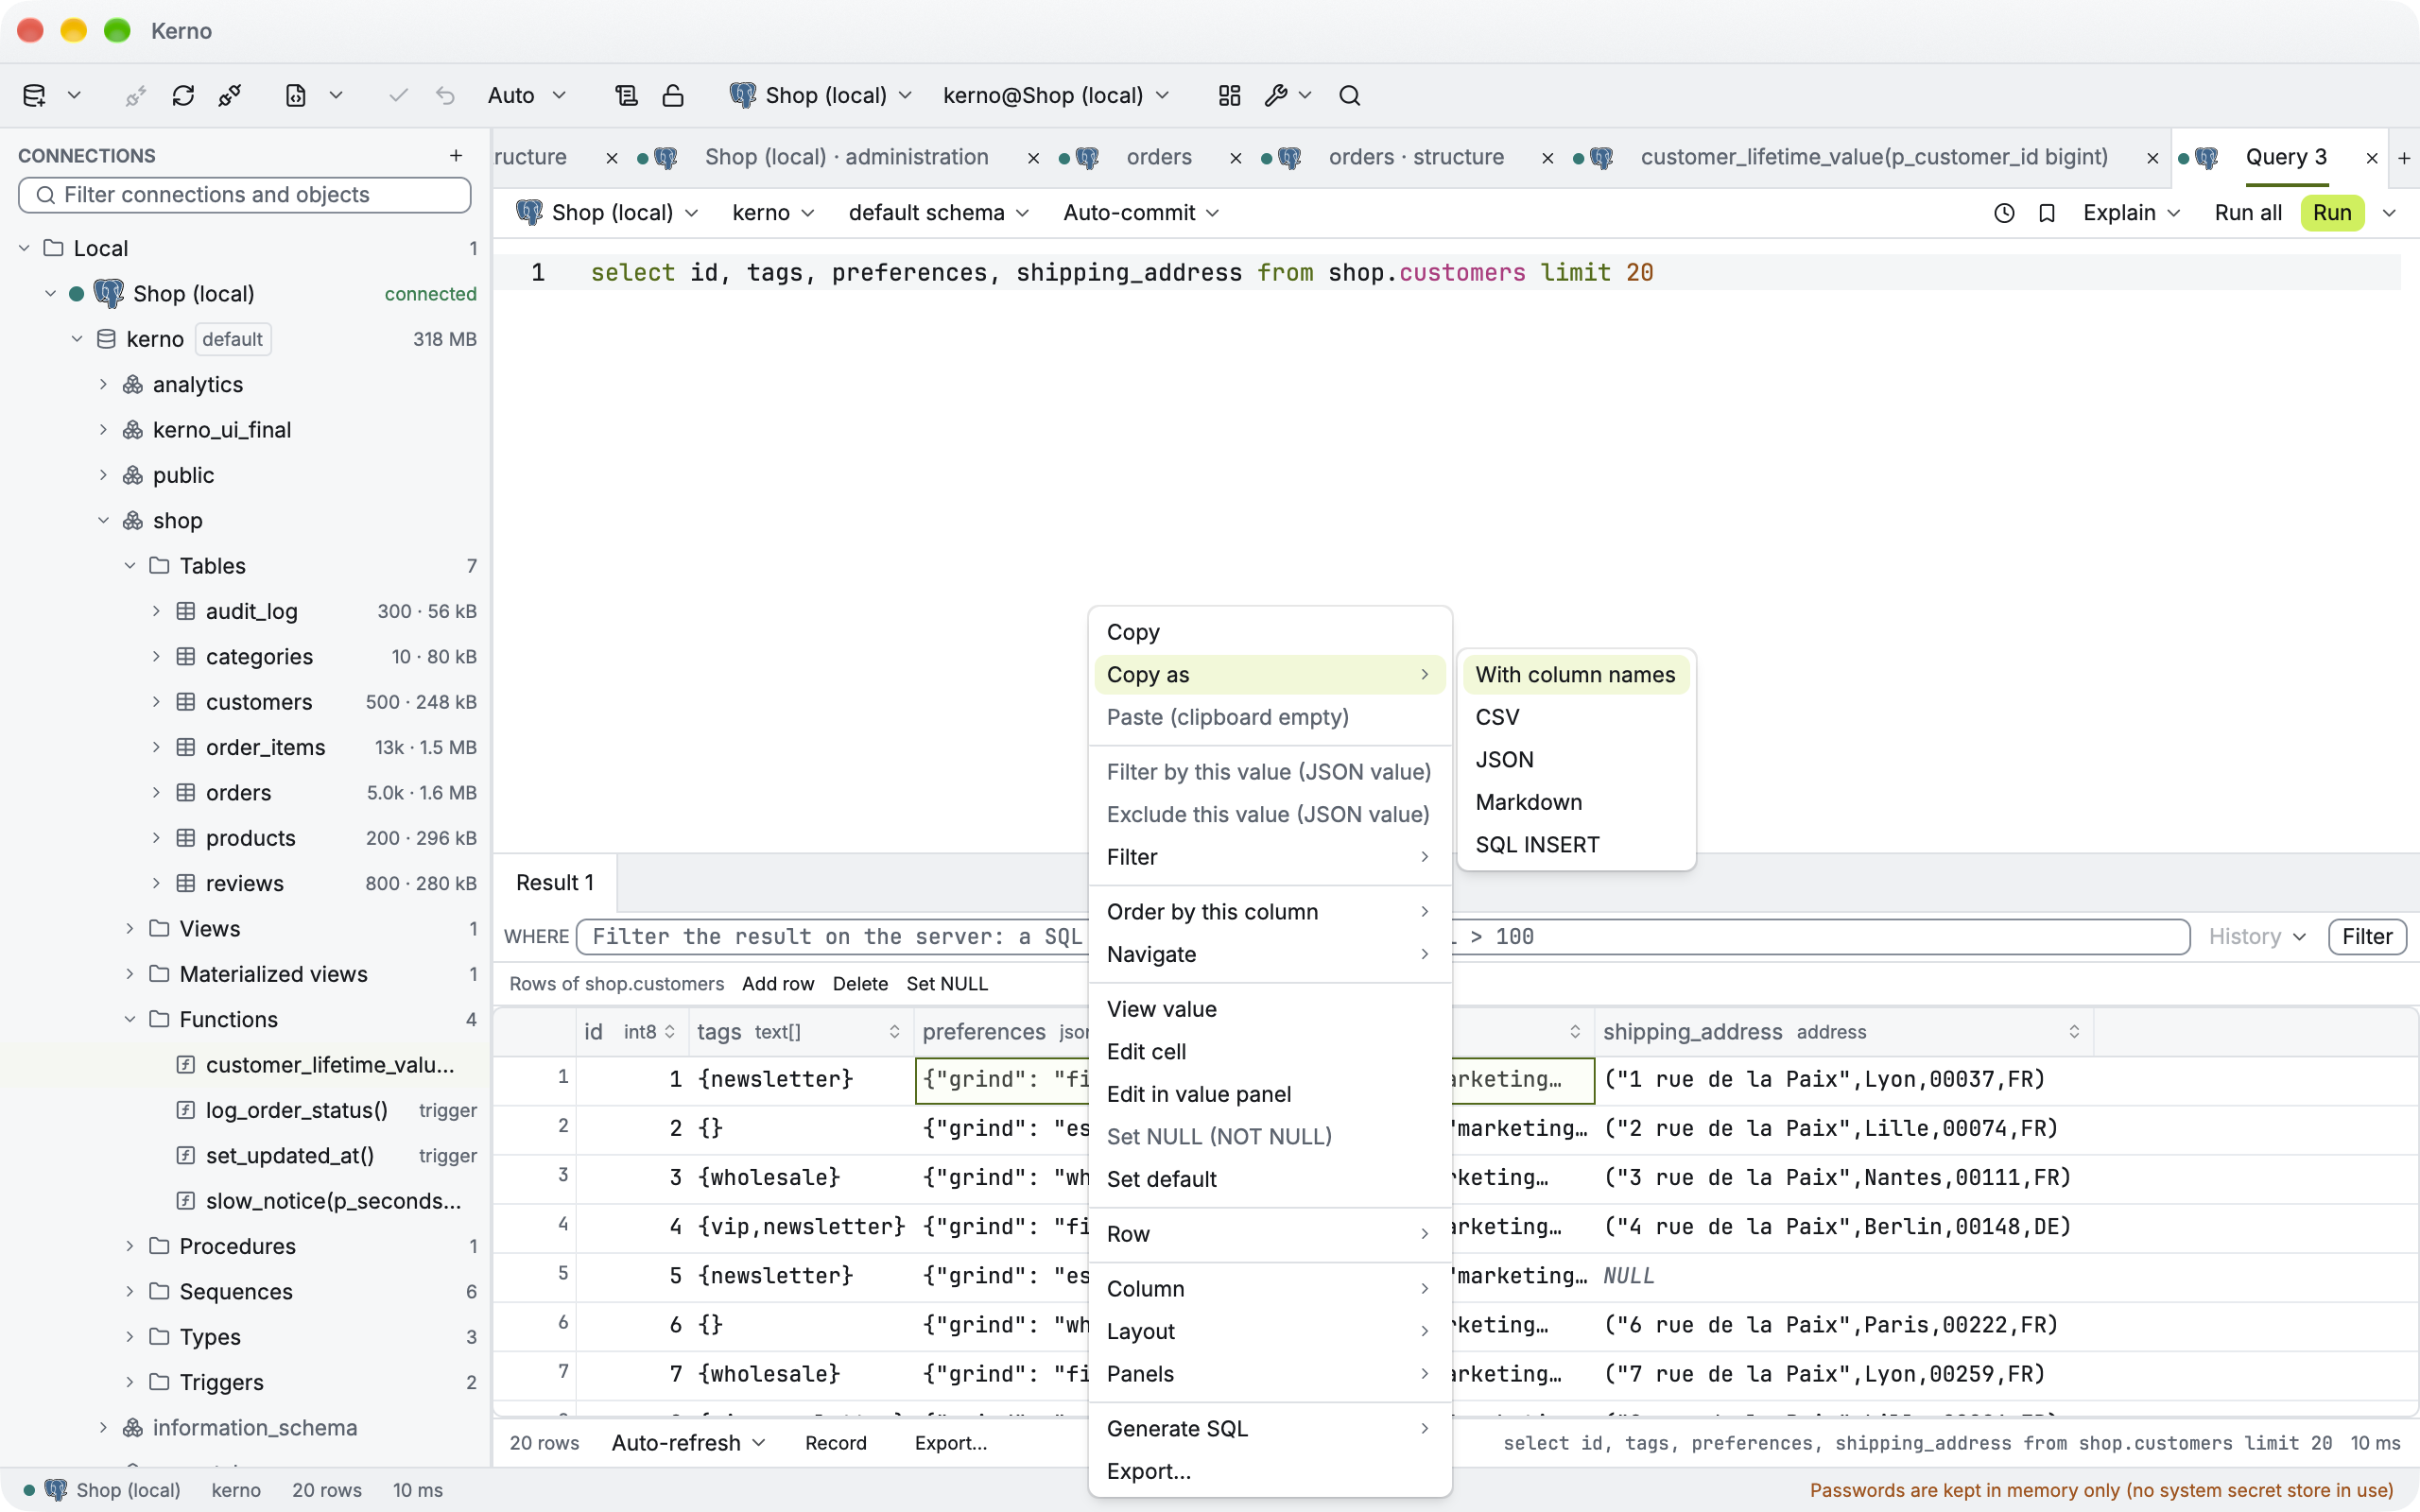 Kerno
Auto
Shop (local)
kerno@Shop (local)
CONNECTIONS
Filter connections and objects
Local 1
Shop (local) connected
kerno default 318 MB
analytics
kerno_ui_final
public
shop
Tables 7
audit_log 300 · 56 kB
categories 10 · 80 kB
customers 500 · 248 kB
order_items 13k · 1.5 MB
orders 5.0k · 1.6 MB
products 200 · 296 kB
reviews 800 · 280 kB
Views 1
Materialized views 1
Functions 4
customer_lifetime_valu...
log_order_status() trigger
set_updated_at() trigger
slow_notice(p_seconds...
Procedures 1
Sequences 6
Types 3
Triggers 2
information_schema
ructure
Shop (local) · administration
orders
orders · structure
customer_lifetime_value(p_customer_id bigint)
Query 3
Shop (local) kerno default schema Auto-commit Explain Run all Run
1 select id, tags, preferences, shipping_address from shop.customers limit 20
Copy
Copy as
Paste (clipboard empty)
Filter by this value (JSON value)
Exclude this value (JSON value)
Filter
Order by this column
Navigate
View value
Edit cell
Edit in value panel
Set NULL (NOT NULL)
Set default
Row
Column
Layout
Panels
Generate SQL
Export...
With column names
CSV
JSON
Markdown
SQL INSERT
Result 1
WHERE Filter the result on the server: a SQL > 100 History Filter
Rows of shop.customers Add row Delete Set NULL
id int8 tags text[] preferences shipping_address address
1 1 {newsletter} {"grind": "fi arketing… ("1 rue de la Paix",Lyon,00037,FR)
2 2 {} {"grind": "es "marketing… ("2 rue de la Paix",Lille,00074,FR)
3 3 {wholesale} {"grind": "wh rketing… ("3 rue de la Paix",Nantes,00111,FR)
4 4 {vip,newsletter} {"grind": "fi arketing… ("4 rue de la Paix",Berlin,00148,DE)
5 5 {newsletter} {"grind": "es "marketing… NULL
6 6 {} {"grind": "wh rketing… ("6 rue de la Paix",Paris,00222,FR)
7 7 {wholesale} {"grind": "fi arketing… ("7 rue de la Paix",Lyon,00259,FR)
20 rows Auto-refresh Record Export... select id, tags, preferences, shipping_address from shop.customers limit 20 10 ms
Shop (local) kerno 20 rows 10 ms Passwords are kept in memory only (no system secret store in use)